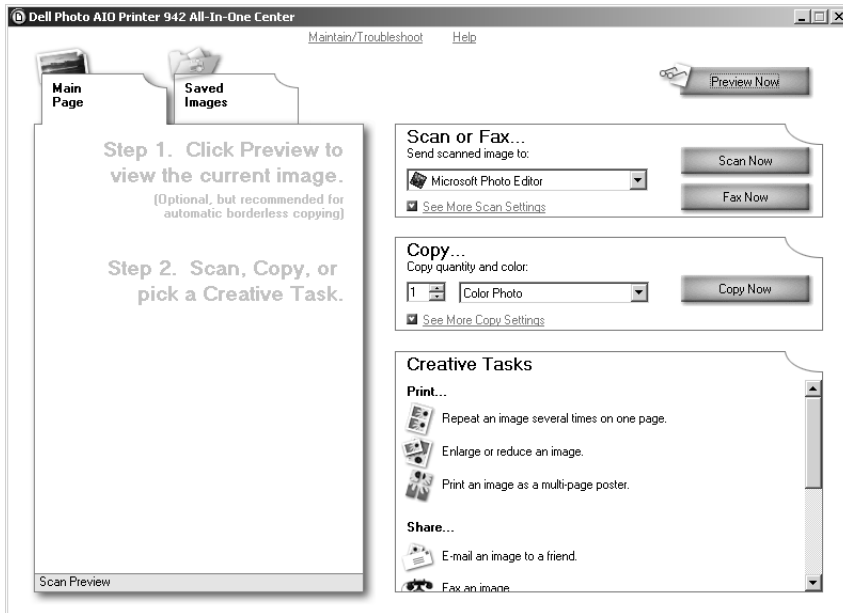 Dell Photo AIO Printer 942 All-In-One Center
Maintain/Troubleshoot Help
Main
Page
Saved
Images
Preview Now
Step 1. Click Preview to
view the current image.
(Optional, but recommended for
automatic borderless copying)
Step 2. Scan, Copy, or
pick a Creative Task.
Scan Preview
Scan or Fax...
Send scanned image to:
Microsoft Photo Editor
See More Scan Settings
Scan Now
Fax Now
Copy...
Copy quantity and color:
1 Color Photo
See More Copy Settings
Copy Now
Creative Tasks
Print...
Repeat an image several times on one page.
Enlarge or reduce an image.
Print an image as a multi-page poster.
Share...
E-mail an image to a friend.
Fax an image